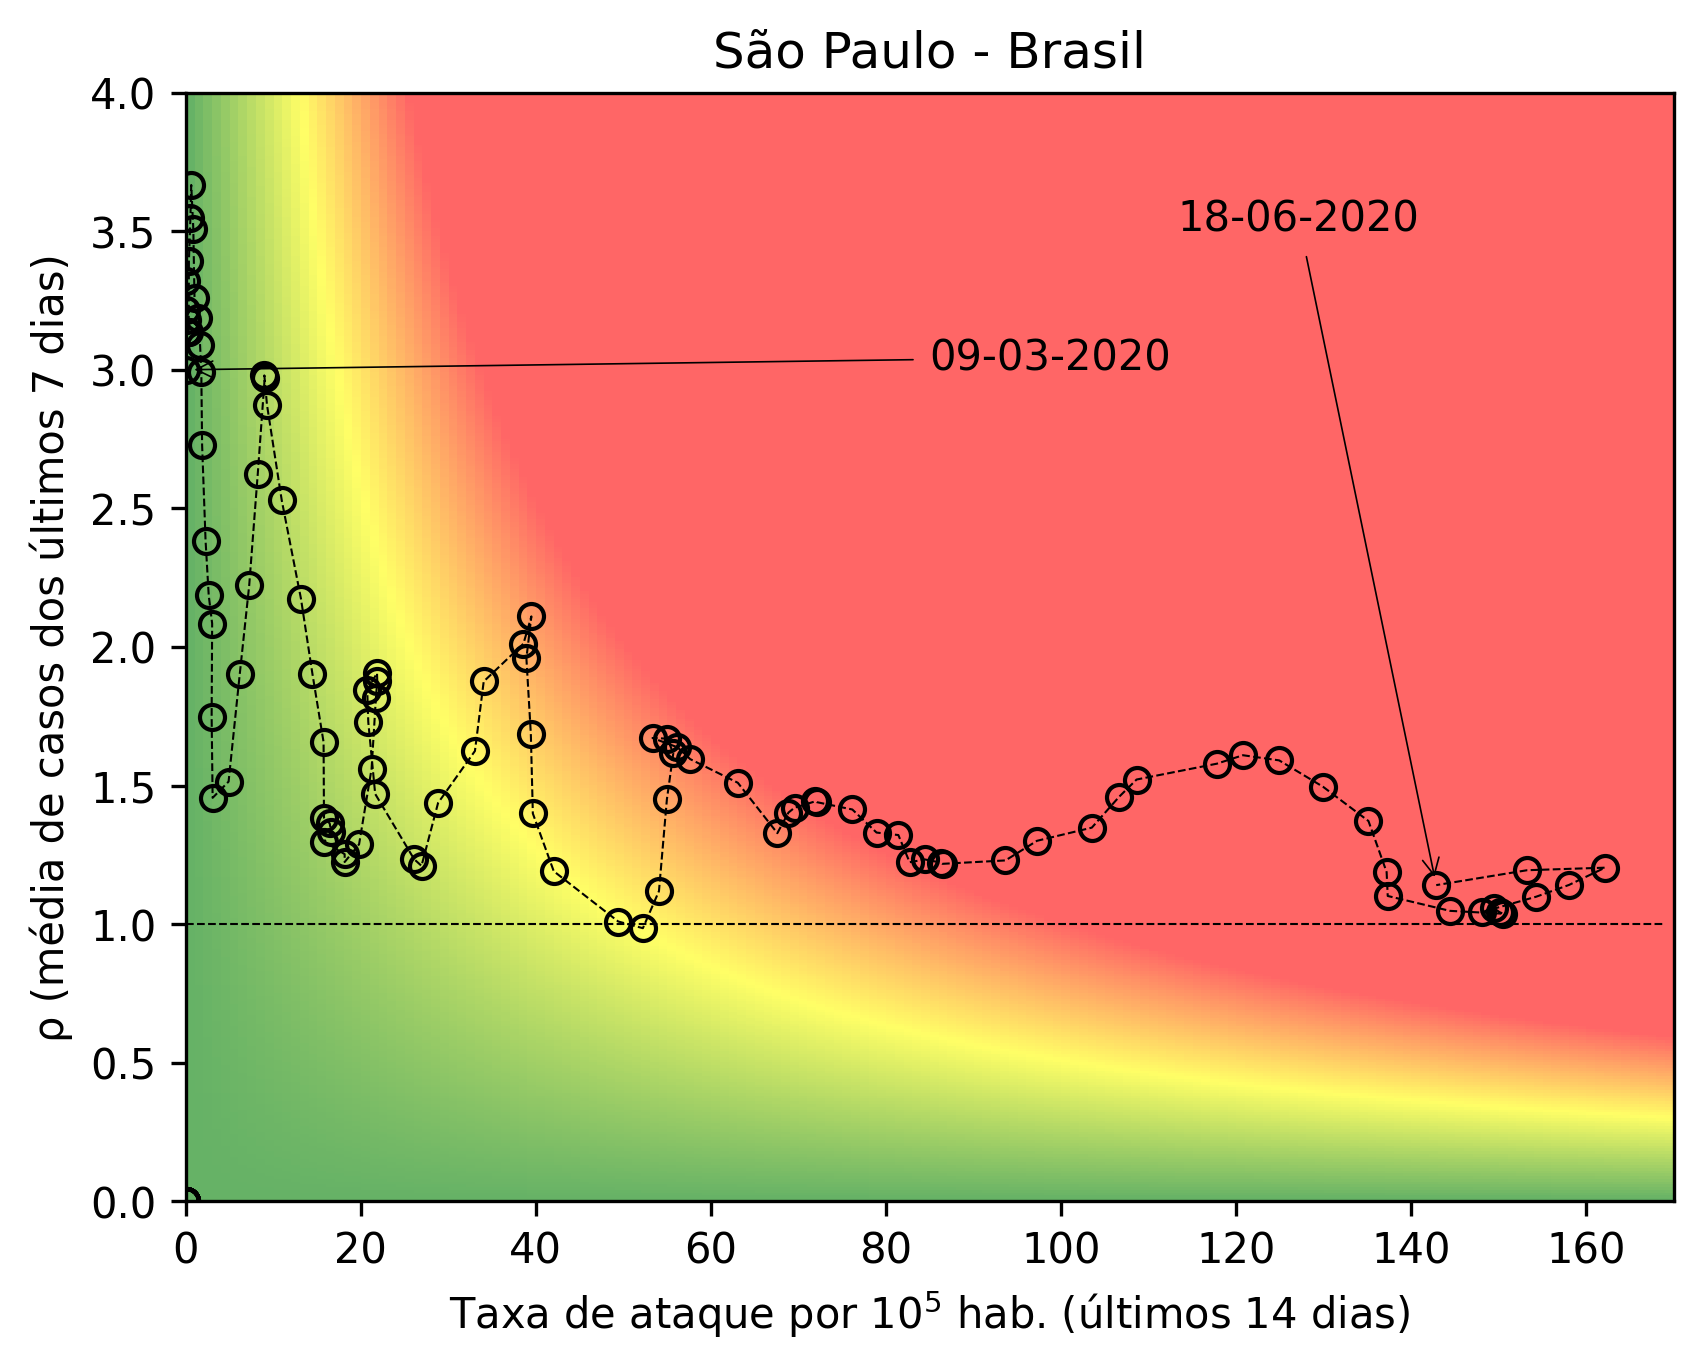 São Paulo - Brasil
4.0
3.5
3.0
2.5
2.0
1.5
1.0
0.5
0.0
ρ (média de casos dos últimos 7 dias)
18-06-2020
09-03-2020
0 20 40 60 80 100 120 140 160
Taxa de ataque por 10⁵ hab. (últimos 14 dias)